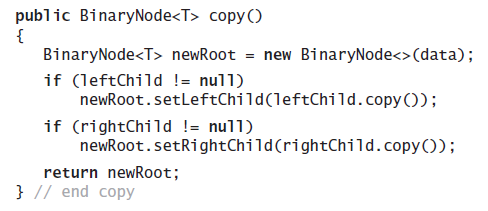 public BinaryNode<T> copy()
{
BinaryNode<T> newRoot = new BinaryNode<>(data);
if (leftChild != null)
newRoot.setLeftChild(leftChild.copy());
if (rightChild != null)
newRoot.setRightChild(rightChild.copy());
return newRoot;
} // end copy